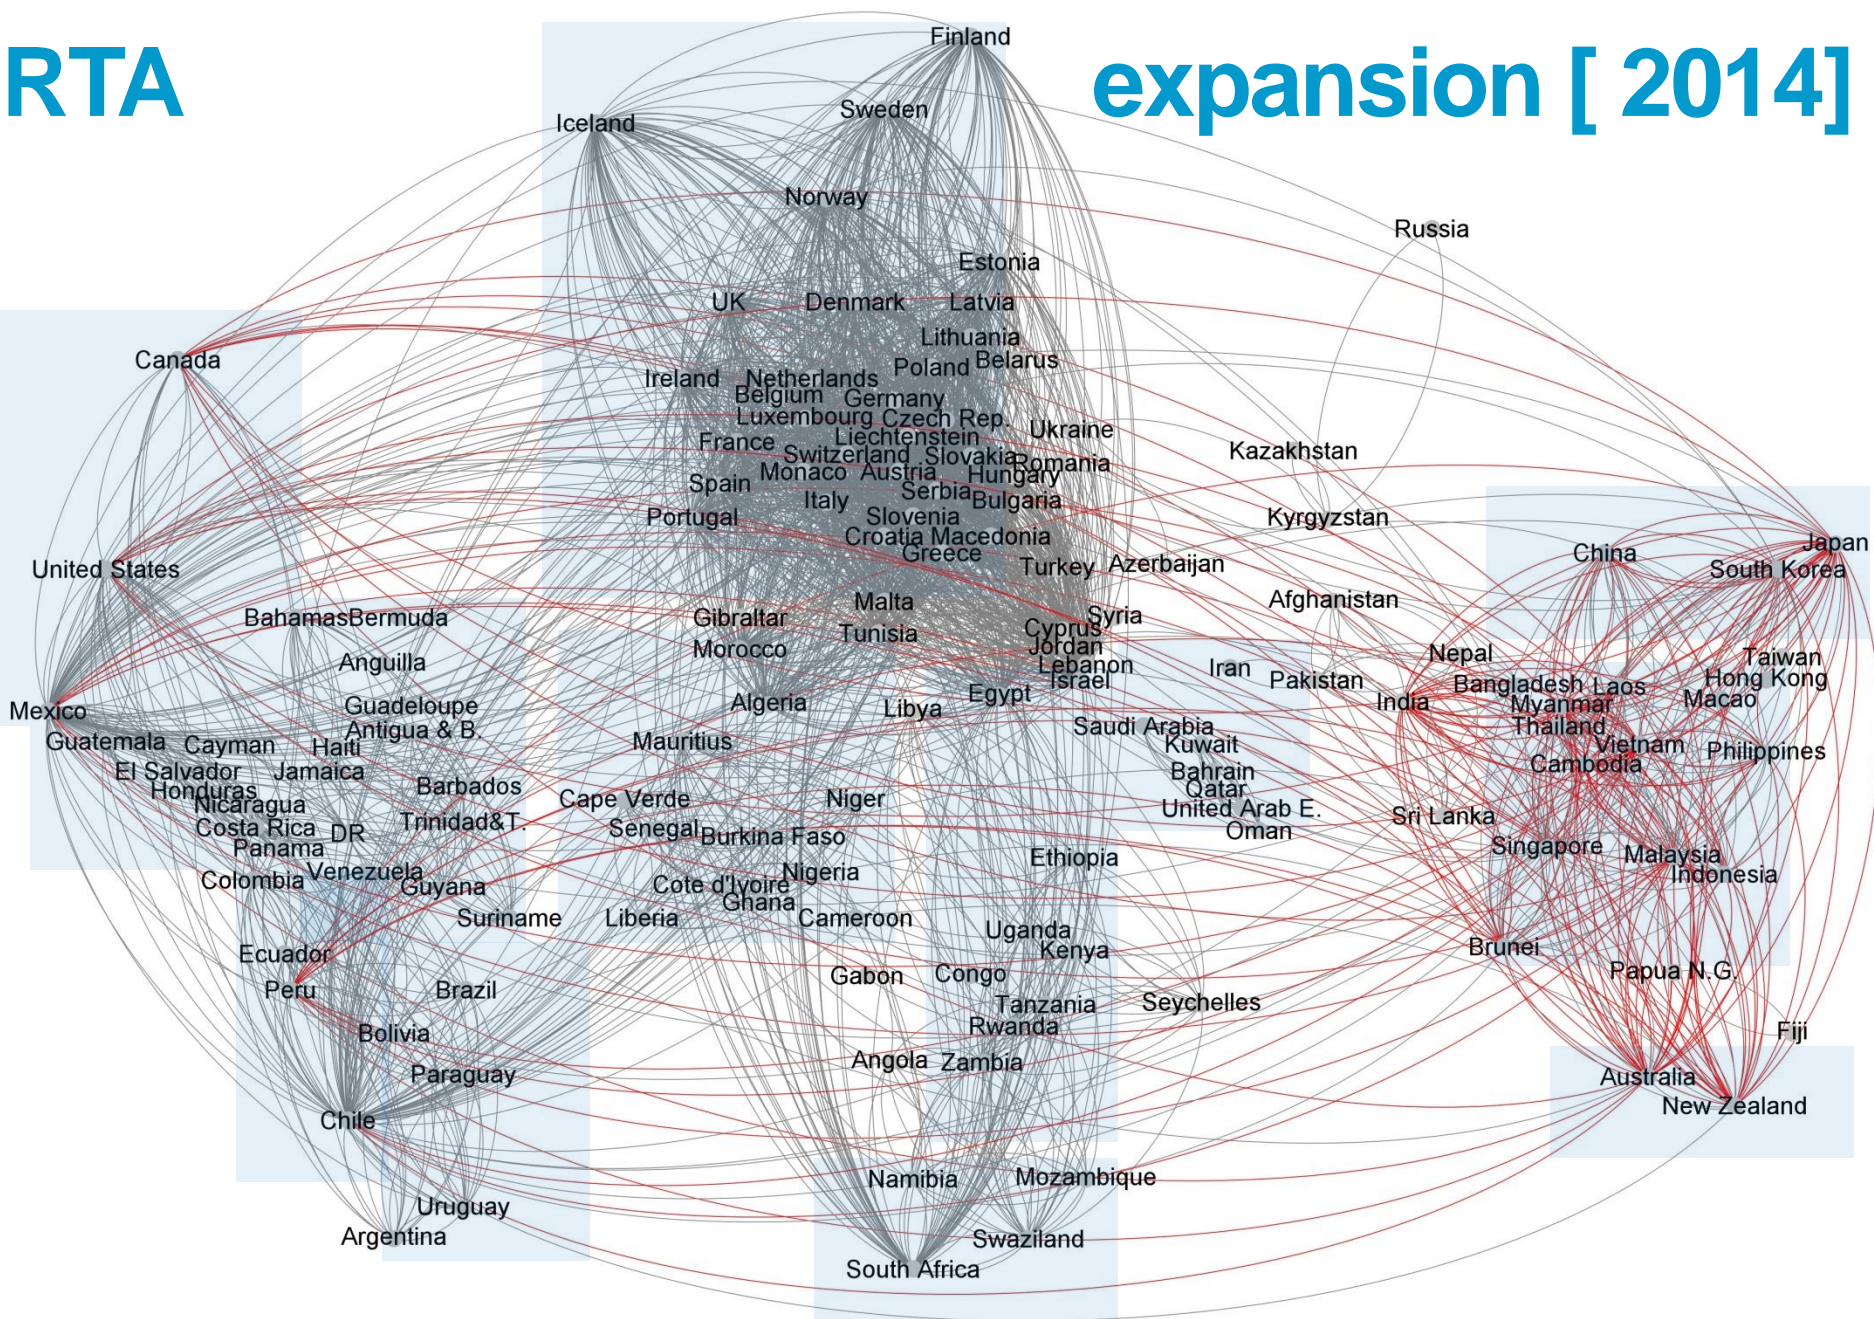 RTA
expansion [ 2014]
Finland
Sweden
Iceland
Norway
Russia
Estonia
UK
Denmark
Latvia
Lithuania
Canada
Poland
Belarus
Ireland
Netherlands
Belgium
Germany
Luxembourg
Czech Rep.
Ukraine
France
Liechtenstein
Kazakhstan
Switzerland
Slovakia
Romania
Monaco
Austria
Hungary
Spain
Serbia
Italy
Bulgaria
Portugal
Slovenia
Kyrgyzstan
Croatia
Macedonia
Japan
Greece
China
Turkey
Azerbaijan
United States
South Korea
Malta
Afghanistan
Bahamas
Bermuda
Gibraltar
Syria
Tunisia
Cyprus
Jordan
Morocco
Nepal
Taiwan
Anguilla
Lebanon
Iran
Israel
Pakistan
Hong Kong
Bangladesh
Laos
Egypt
Algeria
India
Macao
Myanmar
Mexico
Guadeloupe
Libya
Antigua & B.
Saudi Arabia
Thailand
Guatemala
Cayman
Haiti
Mauritius
Kuwait
Vietnam
Philippines
El Salvador
Jamaica
Bahrain
Cambodia
Honduras
Barbados
Qatar
Nicaragua
Cape Verde
Niger
United Arab E.
Sri Lanka
Costa Rica
DR
Trinidad&T.
Senegal
Burkina Faso
Oman
Panama
Singapore
Malaysia
Ethiopia
Venezuela
Nigeria
Indonesia
Colombia
Guyana
Cote d'Ivoire
Ghana
Suriname
Liberia
Cameroon
Uganda
Ecuador
Kenya
Brunei
Gabon
Congo
Papua N.G.
Peru
Brazil
Tanzania
Seychelles
Rwanda
Bolivia
Fiji
Angola
Zambia
Paraguay
Australia
New Zealand
Chile
Namibia
Mozambique
Uruguay
Argentina
Swaziland
South Africa